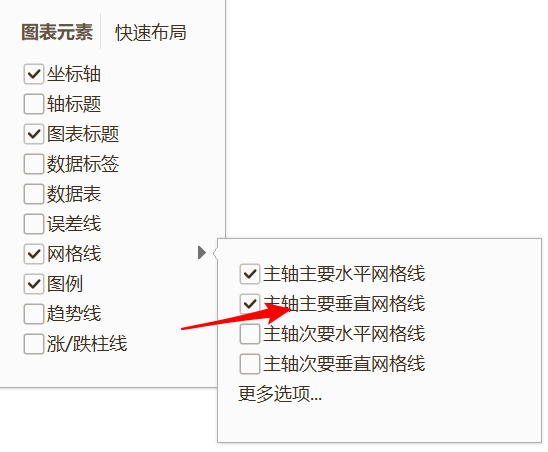 图表元素 快速布局
坐标轴
轴标题
图表标题
数据标签
数据表
误差线
网格线
图例
趋势线
涨/跌柱线
主轴主要水平网格线
主轴主要垂直网格线
主轴次要水平网格线
主轴次要垂直网格线
更多选项...